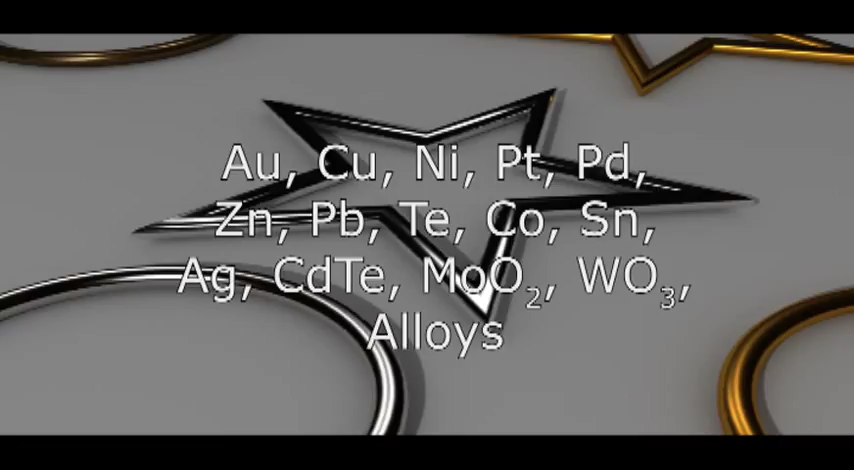 Au, Cu, Ni, Pt, Pd,
Zn, Pb, Te, Co, Sn,
Ag, CdTe, MoO₂, WO₃,
Alloys